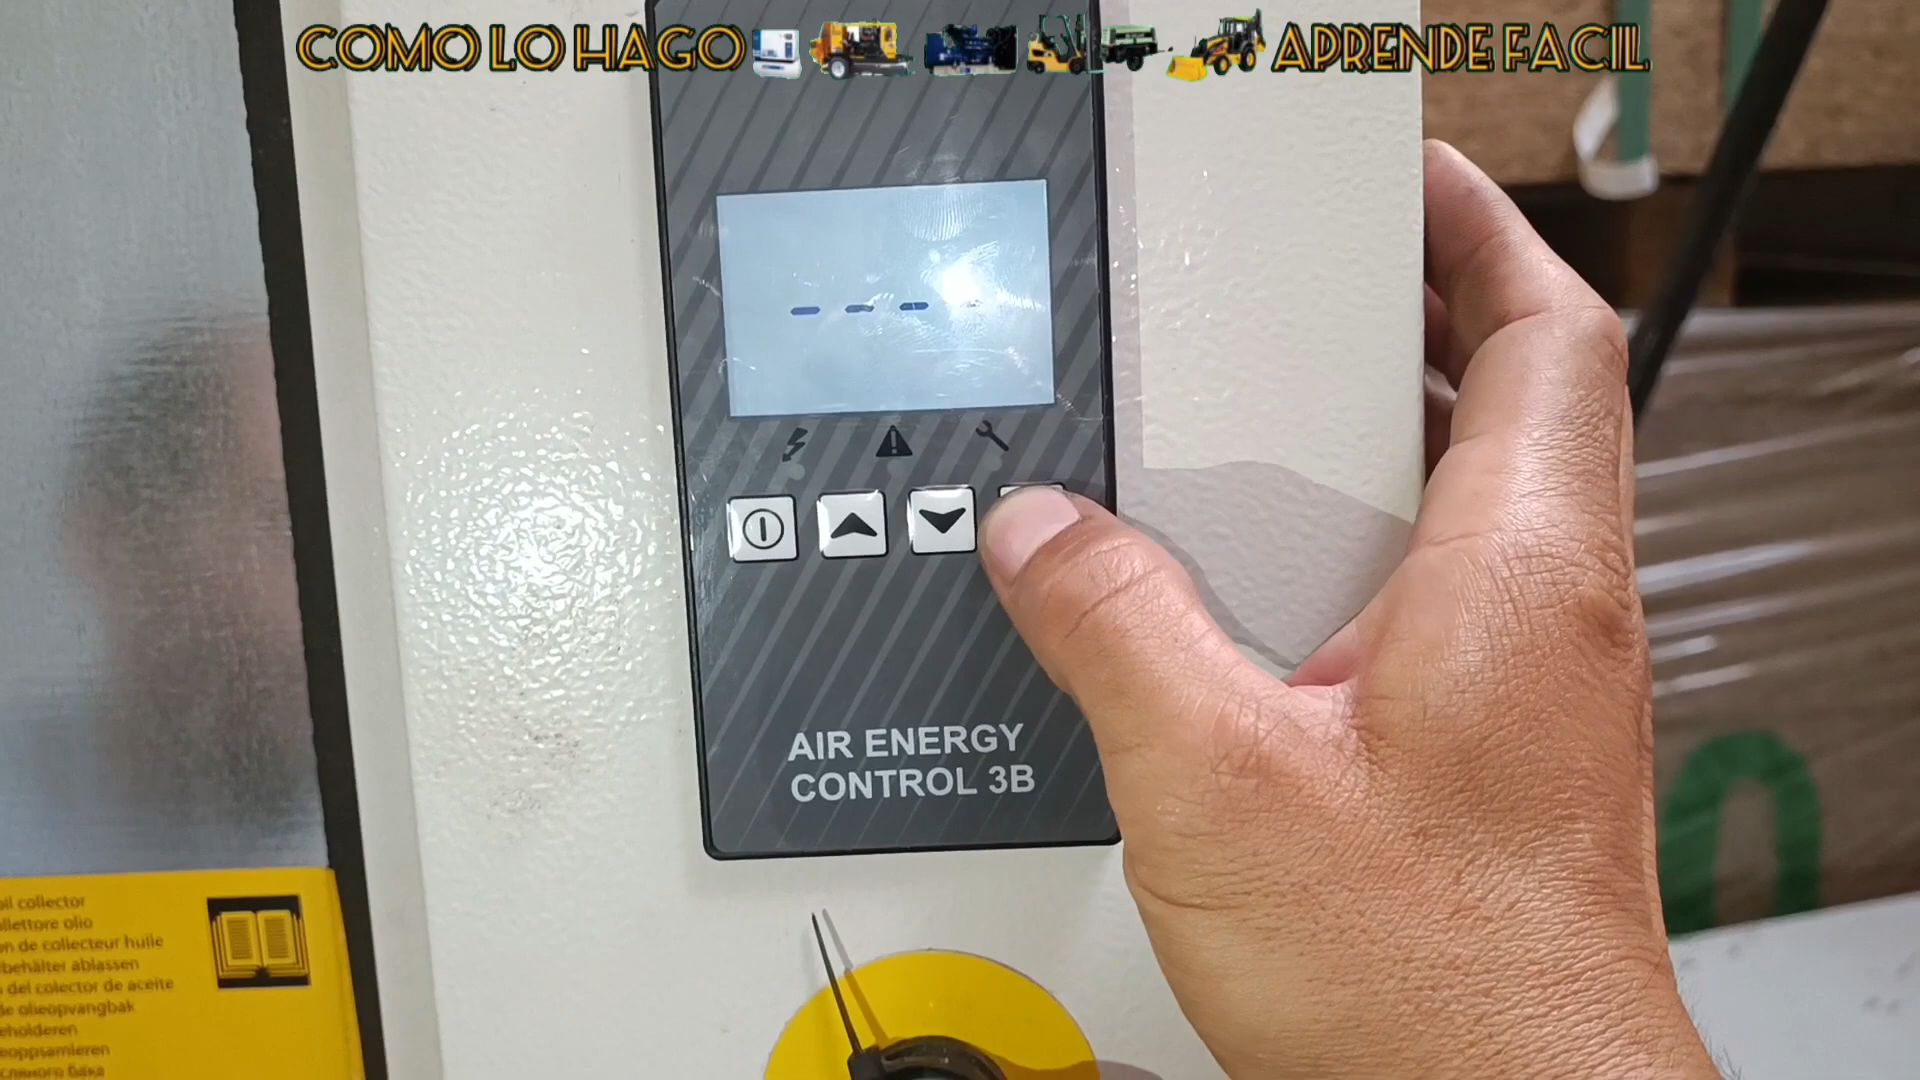 COMO LO HAGO APRENDE FACIL
- - - -
AIR ENERGY
CONTROL 3B
oil collector
collettore olio
de collecteur huile
behälter ablassen
del colector de aceite
de olieopvangbak